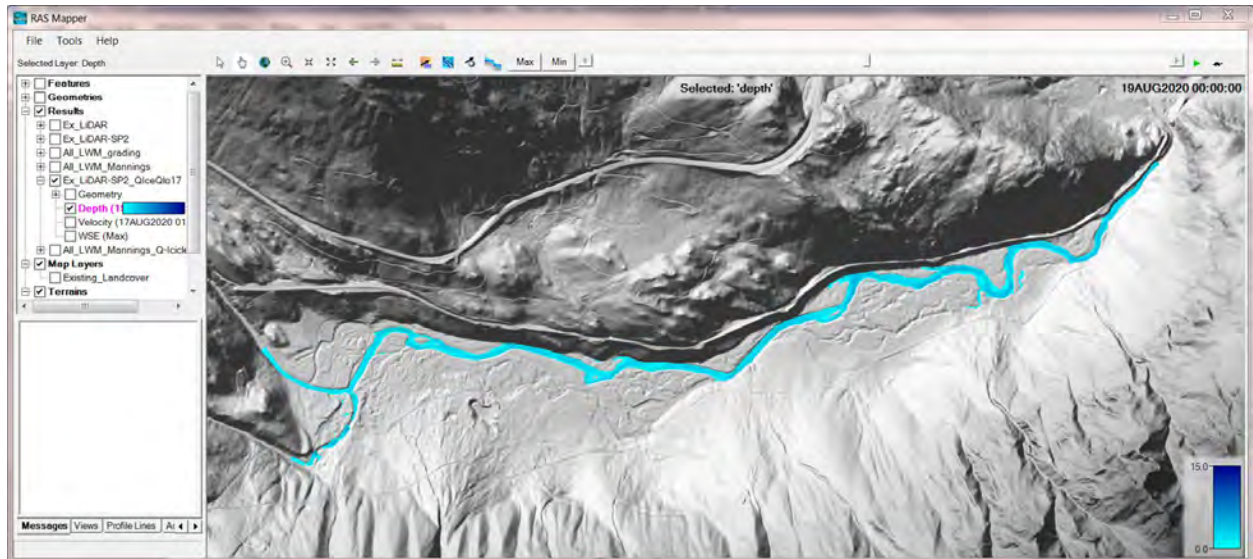 RAS Mapper
File Tools Help
Selected Layer: Depth
Max Min
Selected: 'depth'
19AUG2020 00:00:00
Features
Geometries
Results
Ex_LiDAR
Ex_LiDAR-SP2
All_LWM_grading
All_LWM_Mannings
Ex_LiDAR-SP2_QIceQlo17
Geometry
Depth (1
Velocity (17AUG2020 01
WSE (Max)
All_LWM_Mannings_Q-Icick
Map Layers
Existing_Landcover
Terrains
Messages Views Profile Lines
15.0
0.0